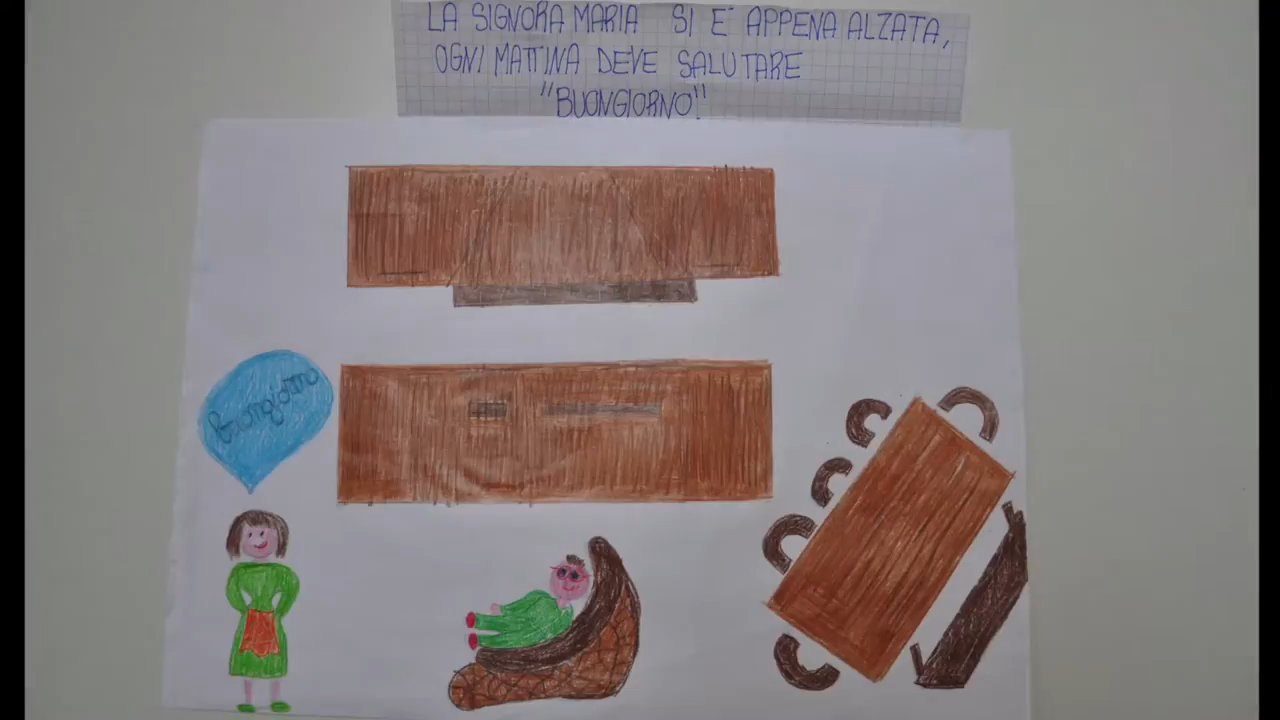 LA SIGNORA MARIA SI E' APPENA ALZATA,
OGNI MATTINA DEVE SALUTARE
"BUONGIORNO"
buongiorno